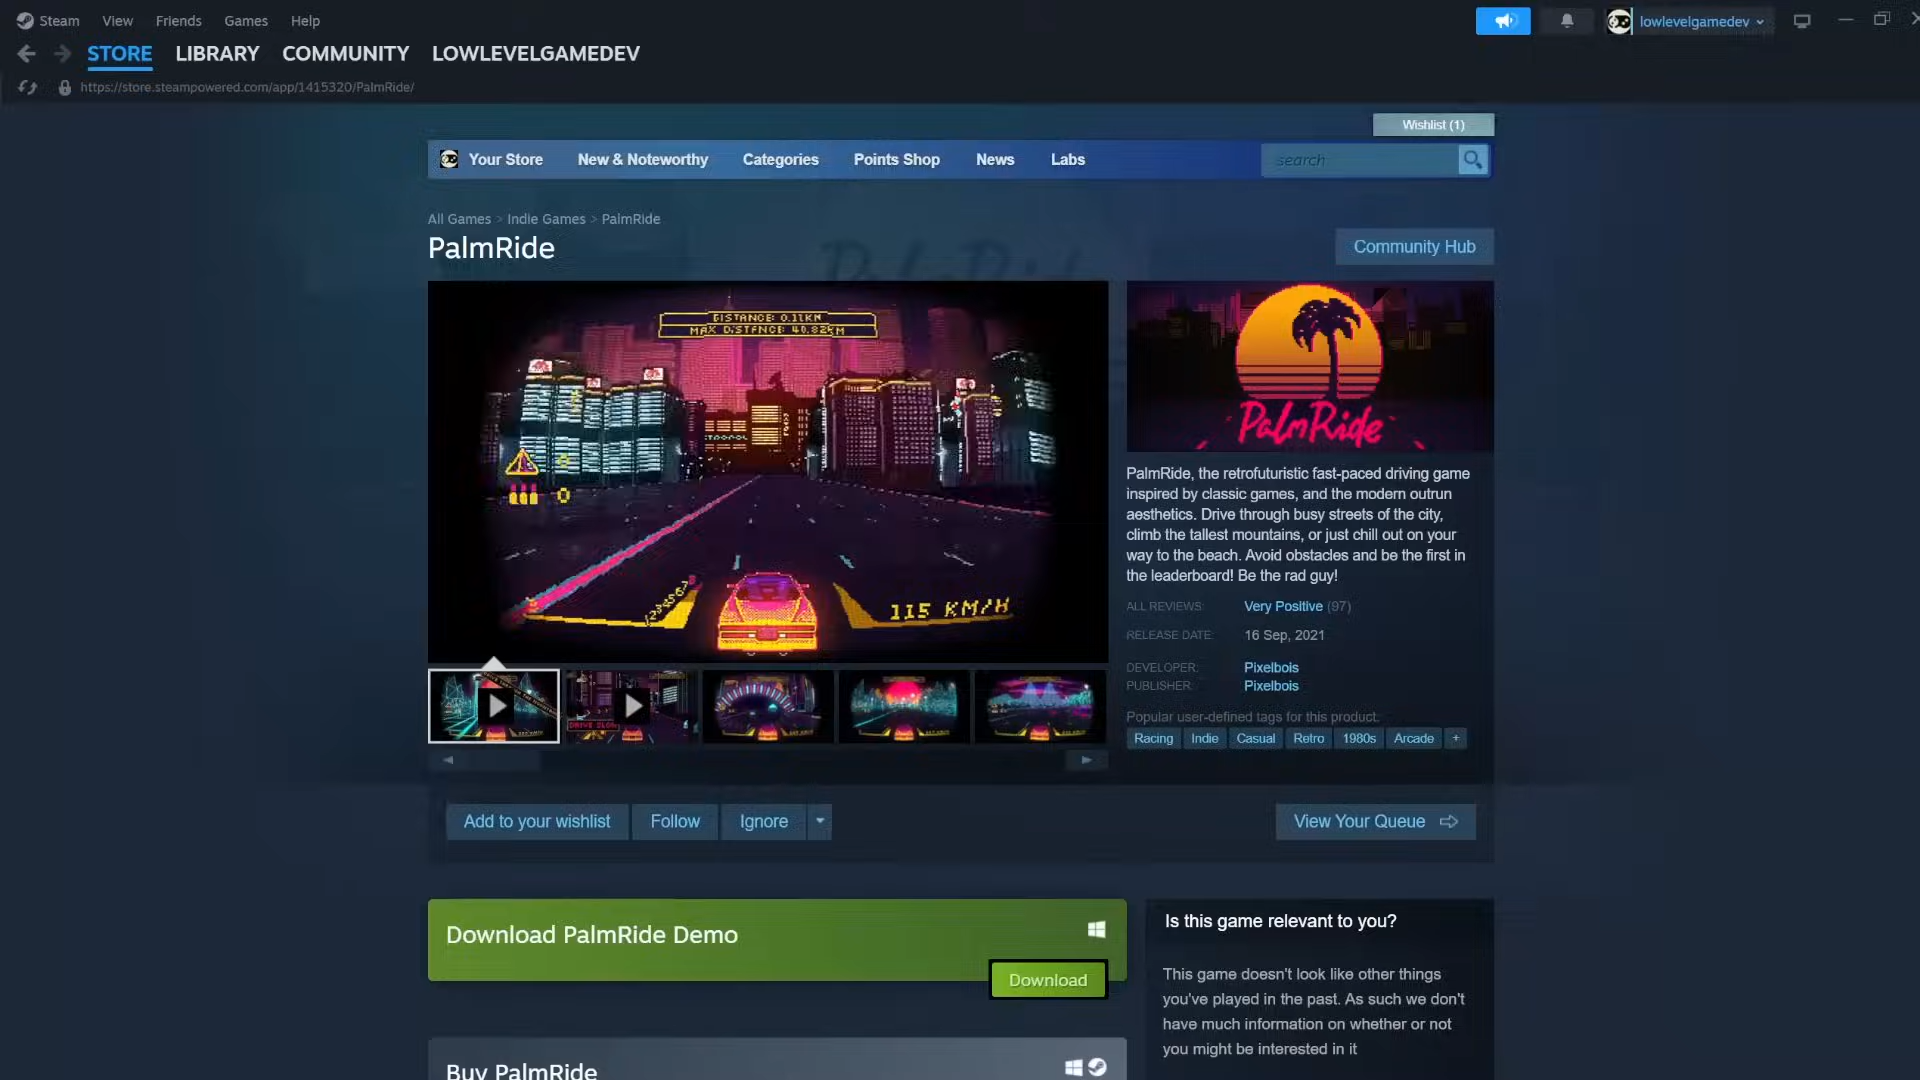 Steam View Friends Games Help
lowlevelgamedev
STORE LIBRARY COMMUNITY LOWLEVELGAMEDEV
https://store.steampowered.com/app/1415320/PalmRide/
Wishlist (1)
Your Store New & Noteworthy Categories Points Shop News Labs
search
All Games > Indie Games > PalmRide
PalmRide
Community Hub
DISTANCE: 0.11KM
MAX DISTANCE: 40.82KM
0
0
115 KM/H
PalmRide
PalmRide, the retrofuturistic fast-paced driving game
inspired by classic games, and the modern outrun
aesthetics. Drive through busy streets of the city,
climb the tallest mountains, or just chill out on your
way to the beach. Avoid obstacles and be the first in
the leaderboard! Be the rad guy!
ALL REVIEWS: Very Positive (97)
RELEASE DATE: 16 Sep, 2021
DEVELOPER: Pixelbois
PUBLISHER: Pixelbois
Popular user-defined tags for this product:
Racing Indie Casual Retro 1980s Arcade +
Add to your wishlist Follow Ignore
View Your Queue
Download PalmRide Demo
Download
Is this game relevant to you?
This game doesn't look like other things
you've played in the past. As such we don't
have much information on whether or not
you might be interested in it
Buy PalmRide